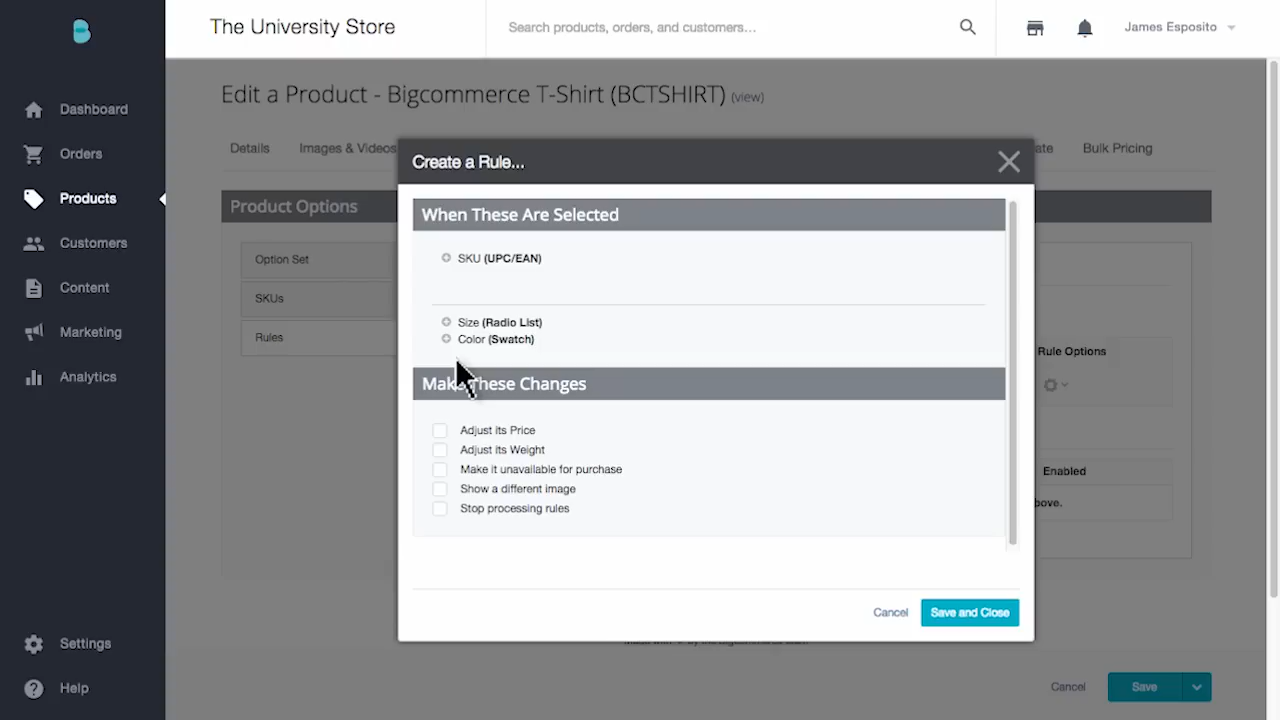 The University Store
Search products, orders, and customers...
James Esposito
Dashboard
Orders
Products
Customers
Content
Marketing
Analytics
Settings
Help
Edit a Product - Bigcommerce T-Shirt (BCTSHIRT) (view)
Details
Images & Videos
ate
Bulk Pricing
Product Options
Option Set
SKUs
Rules
Rule Options
Enabled
bove.
Create a Rule...
When These Are Selected
SKU (UPC/EAN)
Size (Radio List)
Color (Swatch)
Make These Changes
Adjust its Price
Adjust its Weight
Make it unavailable for purchase
Show a different image
Stop processing rules
Cancel
Save and Close
Cancel
Save